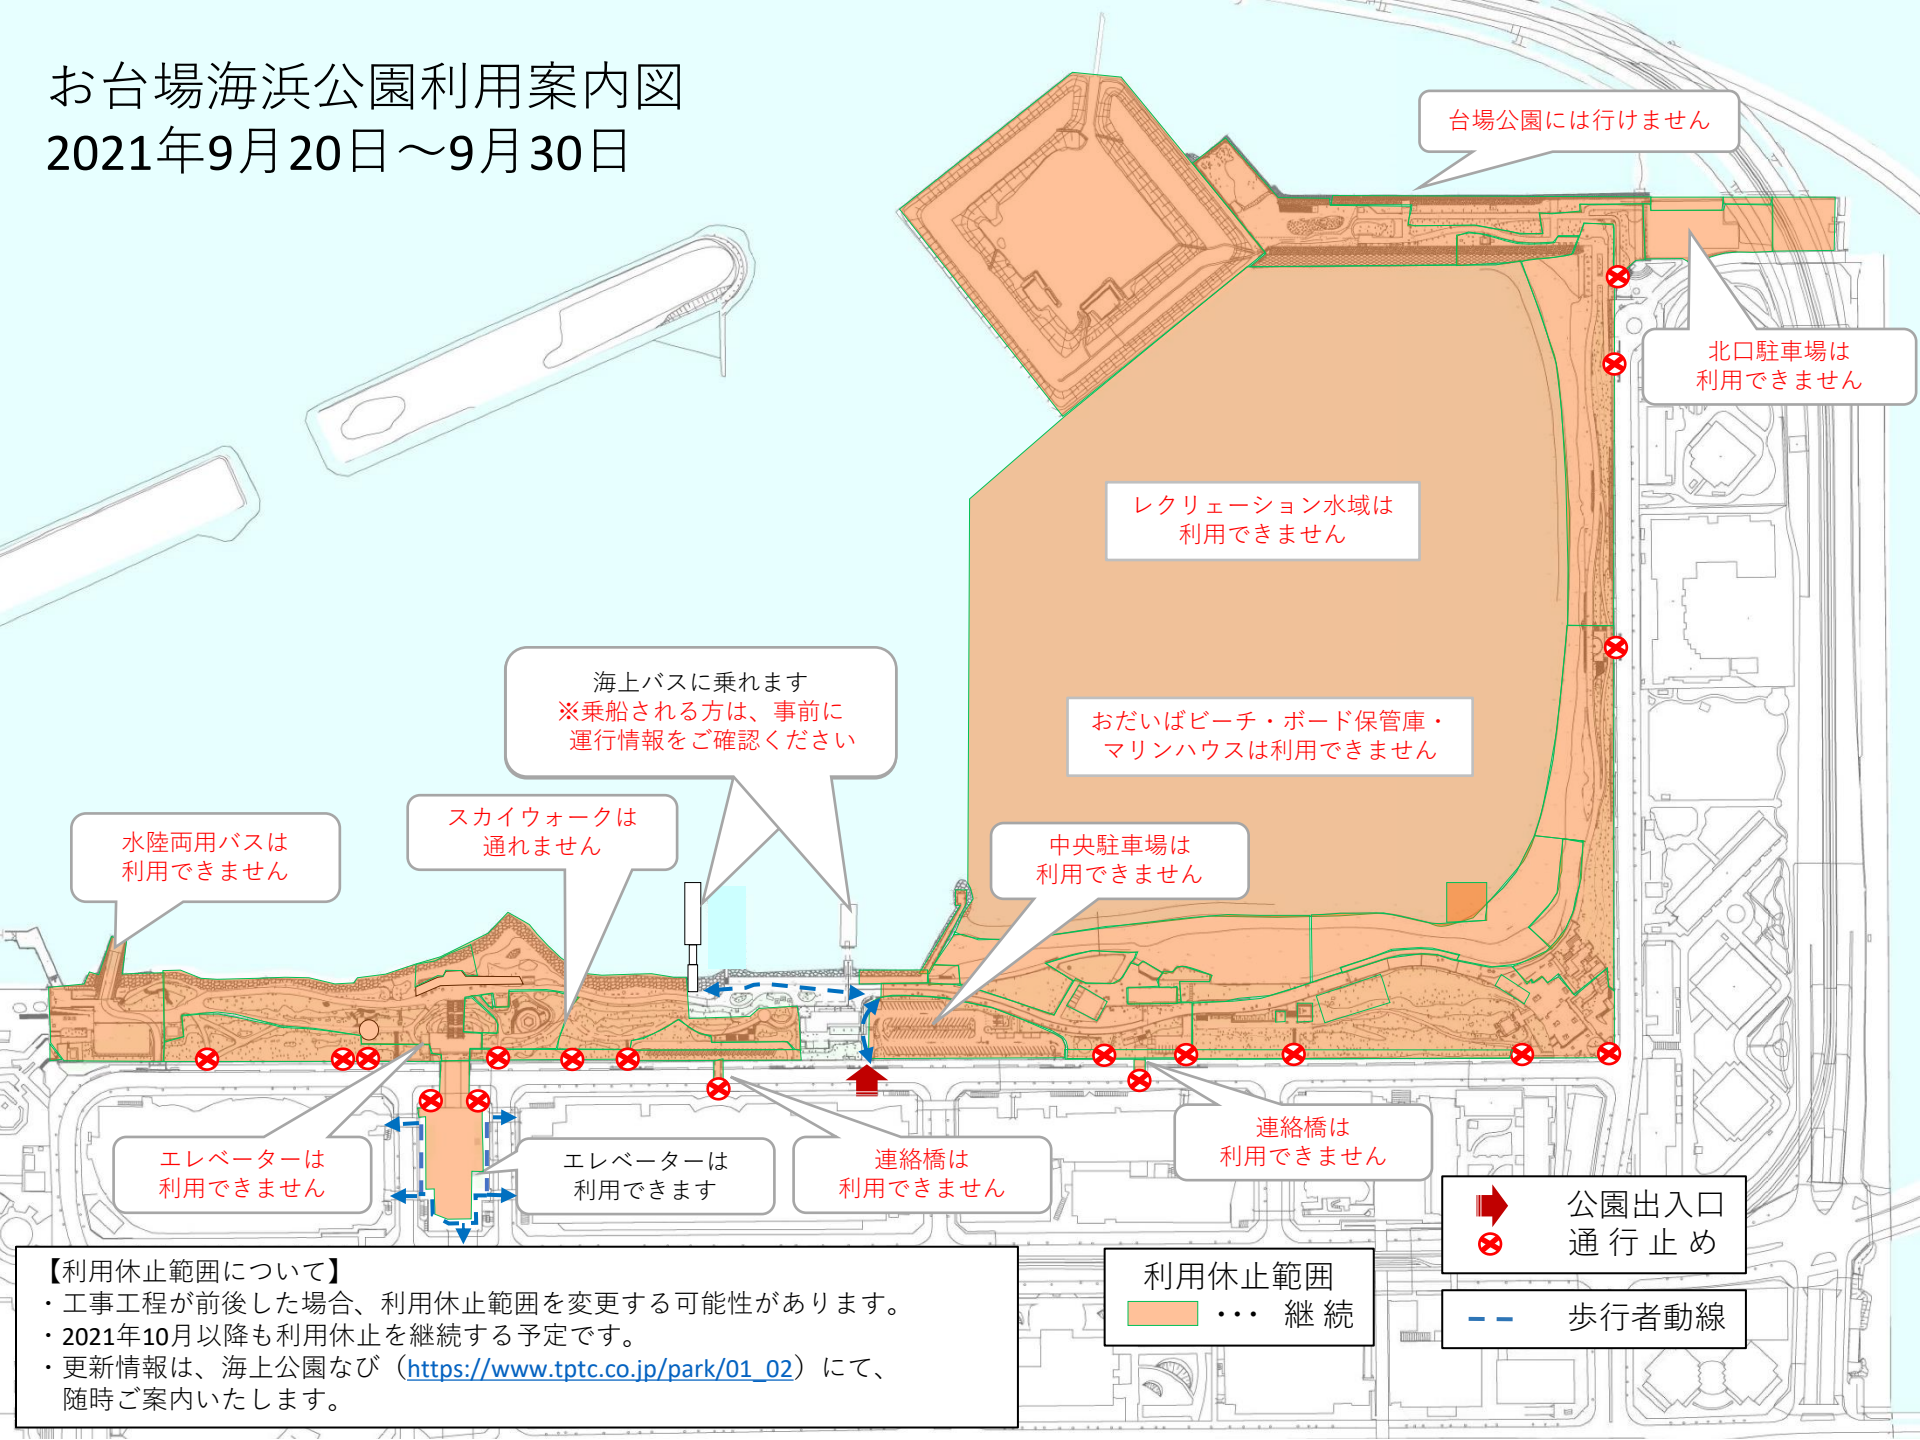 お台場海浜公園利用案内図
2021年9月20日～9月30日
台場公園には行けません
北口駐車場は
利用できません
レクリェーション水域は
利用できません
海上バスに乗れます
※乗船される方は、事前に
運行情報をご確認ください
おだいばビーチ・ボード保管庫・
マリンハウスは利用できません
水陸両用バスは
利用できません
スカイウォークは
通れません
中央駐車場は
利用できません
エレベーターは
利用できません
エレベーターは
利用できます
連絡橋は
利用できません
連絡橋は
利用できません
公園出入口
通行止め
利用休止範囲
… 継続
歩行者動線
【利用休止範囲について】
・工事工程が前後した場合、利用休止範囲を変更する可能性があります。
・2021年10月以降も利用休止を継続する予定です。
・更新情報は、海上公園なび（https://www.tptc.co.jp/park/01_02）にて、
随時ご案内いたします。